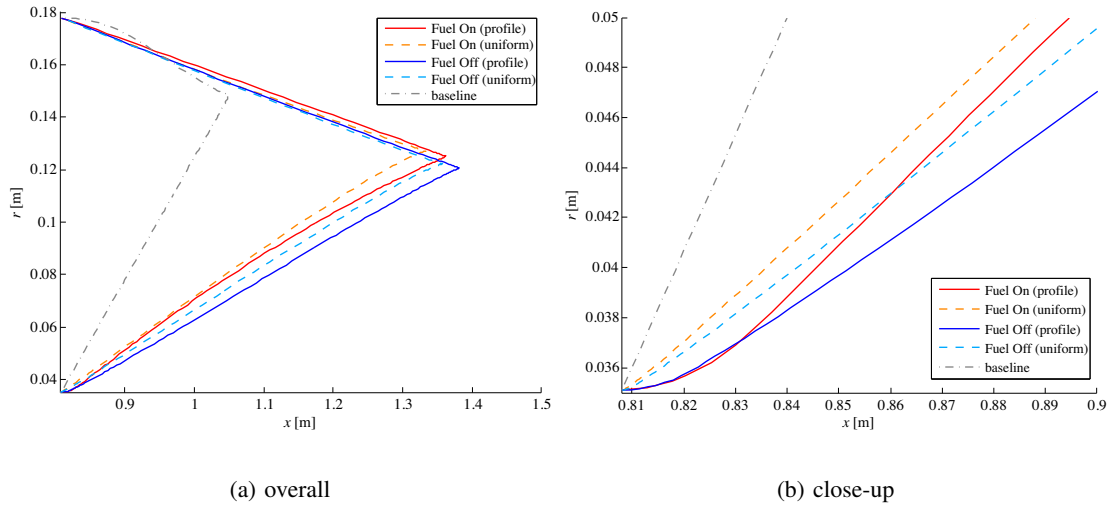 0.18
0.16
0.14
0.12
0.1
0.08
0.06
0.04
r [m]
0.9
1
1.1
1.2
1.3
1.4
1.5
x [m]
Fuel On (profile)
Fuel On (uniform)
Fuel Off (profile)
Fuel Off (uniform)
baseline
(a) overall
0.05
0.048
0.046
0.044
0.042
0.04
0.038
0.036
r [m]
0.81
0.82
0.83
0.84
0.85
0.86
0.87
0.88
0.89
0.9
x [m]
Fuel On (profile)
Fuel On (uniform)
Fuel Off (profile)
Fuel Off (uniform)
baseline
(b) close-up